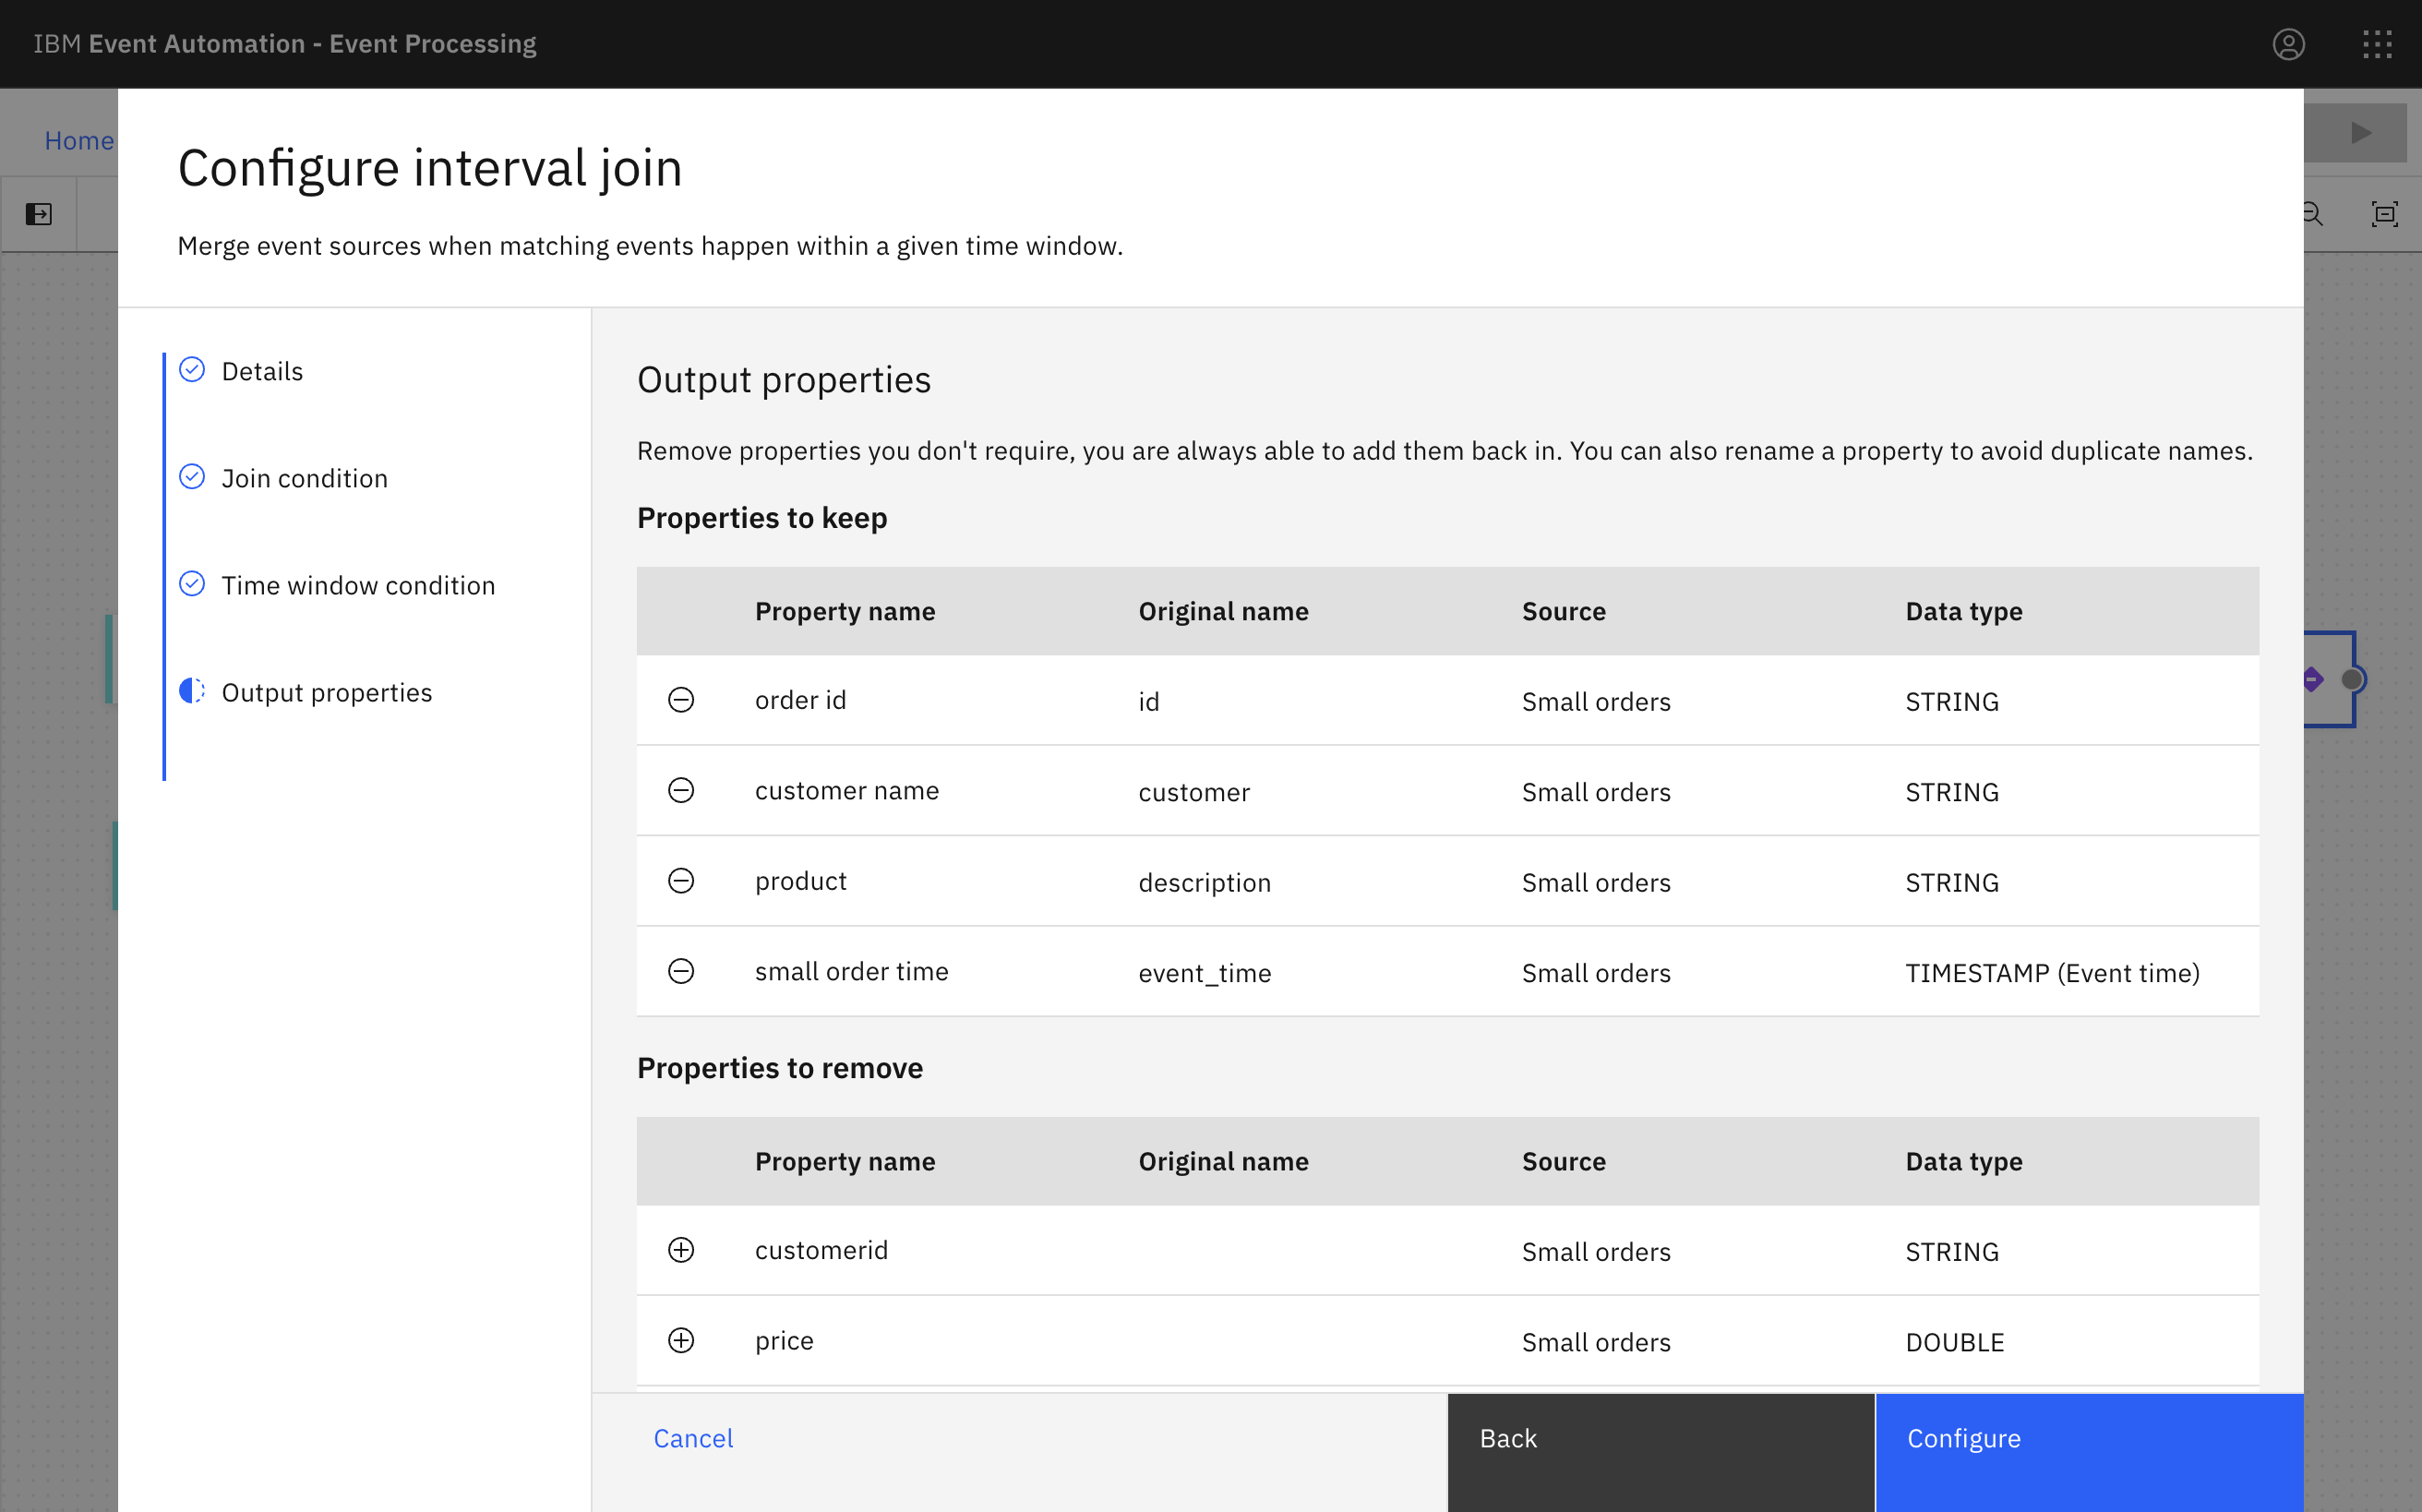 IBM Event Automation - Event Processing
Home
Configure interval join
Merge event sources when matching events happen within a given time window.
Details
Join condition
Time window condition
Output properties
Output properties
Remove properties you don't require, you are always able to add them back in. You can also rename a property to avoid duplicate names.
Properties to keep
Property name Original name Source Data type
order id id Small orders STRING
customer name customer Small orders STRING
product description Small orders STRING
small order time event_time Small orders TIMESTAMP (Event time)
Properties to remove
Property name Original name Source Data type
customerid Small orders STRING
price Small orders DOUBLE
Cancel Back Configure